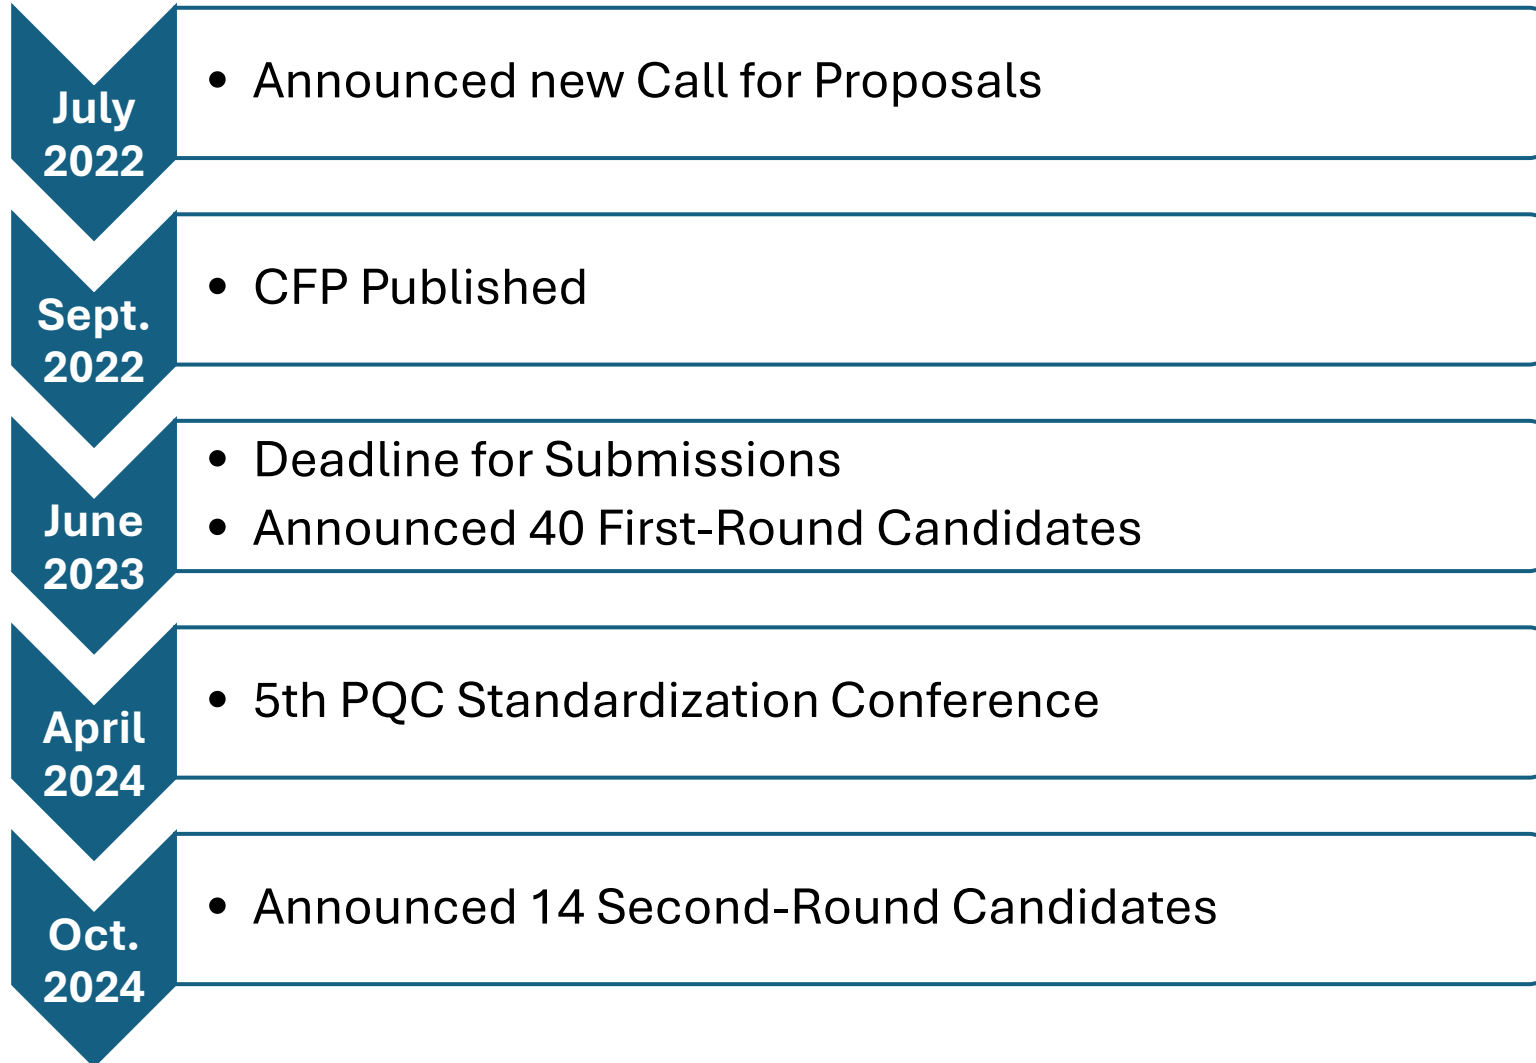 July
2022
• Announced new Call for Proposals
Sept.
2022
• CFP Published
June
2023
• Deadline for Submissions
• Announced 40 First-Round Candidates
April
2024
• 5th PQC Standardization Conference
Oct.
2024
• Announced 14 Second-Round Candidates